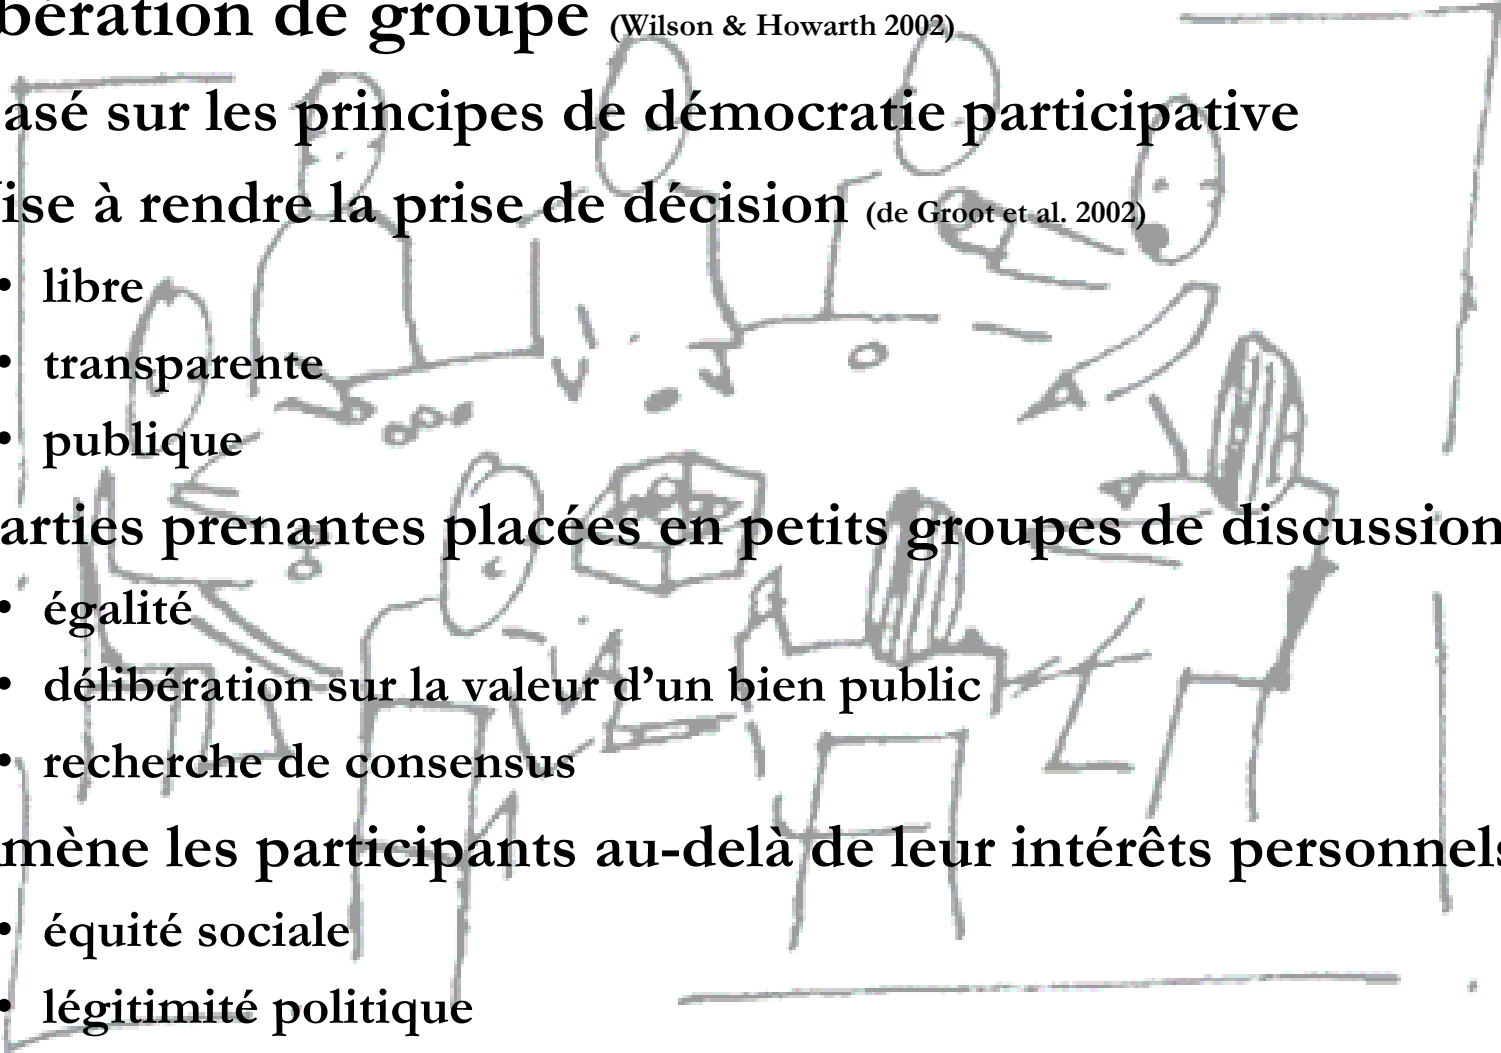 bération de groupe (Wilson & Howarth 2002)
asé sur les principes de démocratie participative
ise à rendre la prise de décision (de Groot et al. 2002)
• libre
• transparente
• publique
arties prenantes placées en petits groupes de discussion
• égalité
• délibération sur la valeur d’un bien public
• recherche de consensus
mène les participants au-delà de leur intérêts personnels
• équité sociale
• légitimité politique